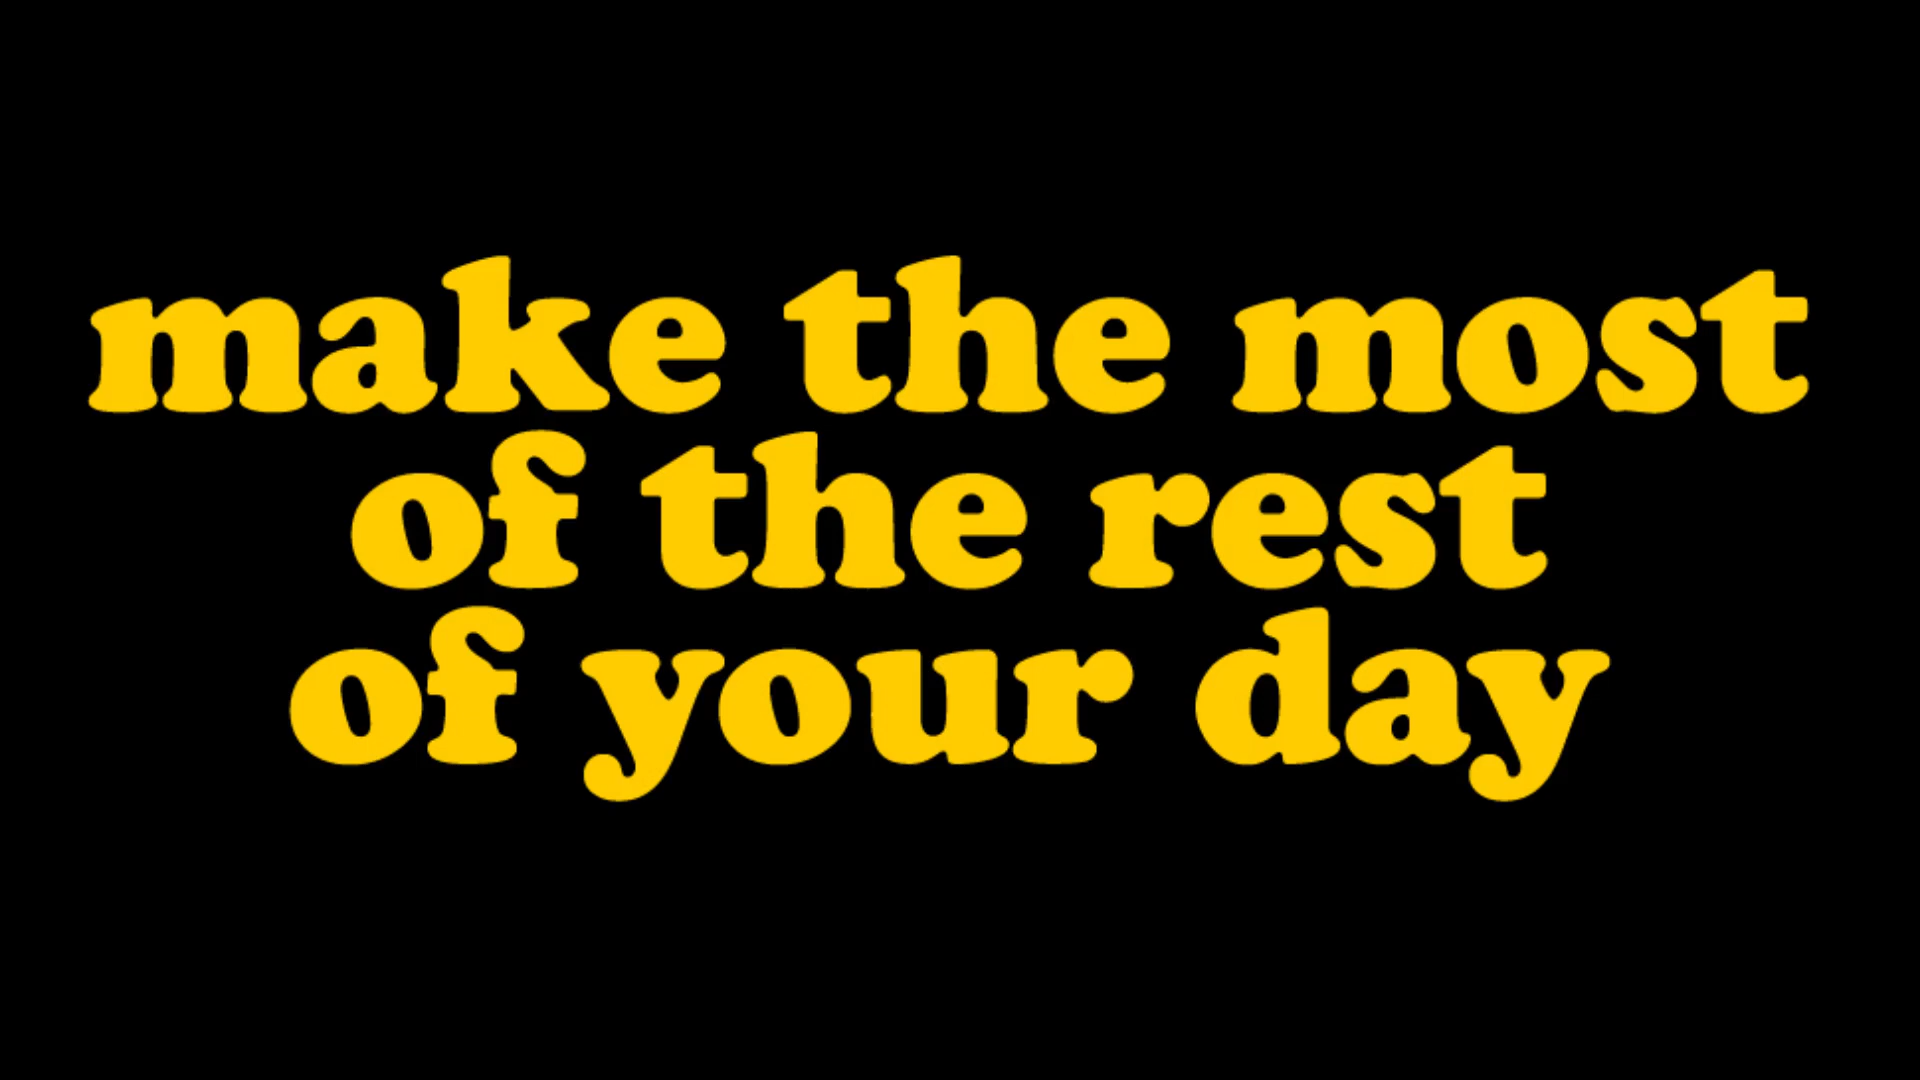 make the most
of the rest
of your day